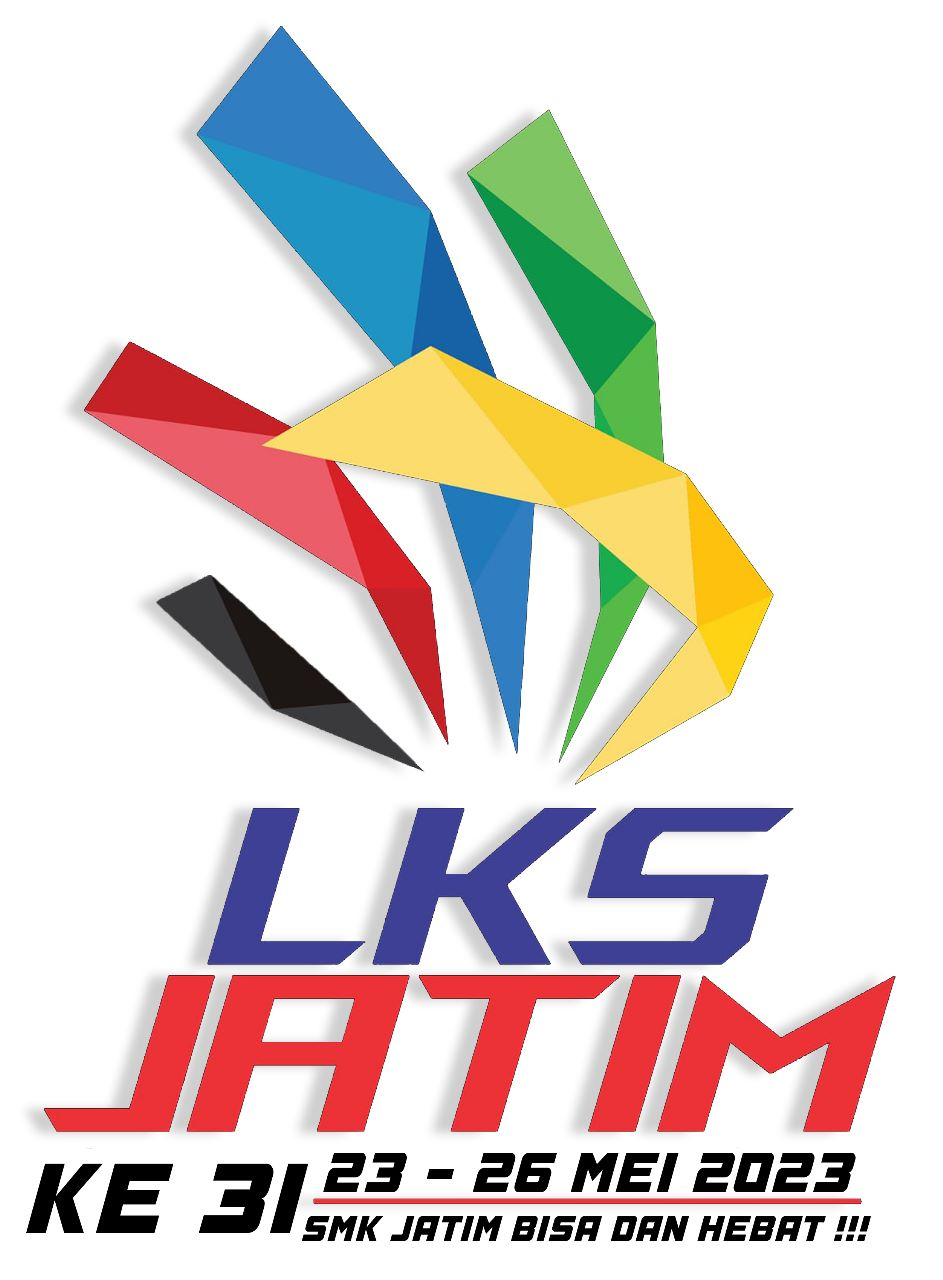 LKS
JATIM
KE 31
23 - 26 MEI 2023
SMK JATIM BISA DAN HEBAT !!!